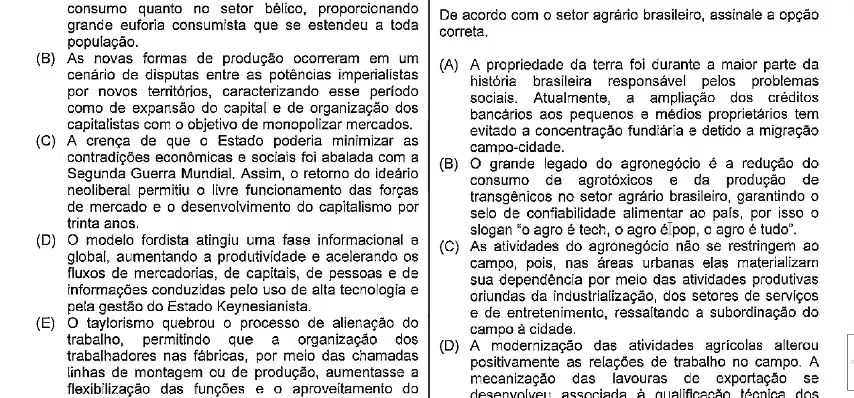 consumo quanto no setor bélico, proporcionando
grande euforia consumista que se estendeu a toda
população.
(B) As novas formas de produção ocorreram em um
cenário de disputas entre as potências imperialistas
por novos territórios, caracterizando esse período
como de expansão do capital e de organização dos
capitalistas com o objetivo de monopolizar mercados.
(C) A crença de que o Estado poderia minimizar as
contradições econômicas e sociais foi abalada com a
Segunda Guerra Mundial. Assim, o retorno do ideário
neoliberal permitiu o livre funcionamento das forças
de mercado e o desenvolvimento do capitalismo por
trinta anos.
(D) O modelo fordista atingiu uma fase informacional e
global, aumentando a produtividade e acelerando os
fluxos de mercadorias, de capitais, de pessoas e de
informações conduzidas pelo uso de alta tecnologia e
pela gestão do Estado Keynesianista.
(E) O taylorismo quebrou o processo de alienação do
trabalho, permitindo que a organização dos
trabalhadores nas fábricas, por meio das chamadas
linhas de montagem ou de produção, aumentasse a
flexibilização das funções e o aproveitamento do
De acordo com o setor agrário brasileiro, assinale a opção
correta.
(A) A propriedade da terra foi durante a maior parte da
história brasileira responsável pelos problemas
sociais. Atualmente, a ampliação dos créditos
bancários aos pequenos e médios proprietários tem
evitado a concentração fundiária e detido a migração
campo-cidade.
(B) O grande legado do agronegócio é a redução do
consumo de agrotóxicos e da produção de
transgênicos no setor agrário brasileiro, garantindo o
selo de confiabilidade alimentar ao país, por isso o
slogan "o agro é tech, o agro é pop, o agro é tudo".
(C) As atividades do agronegócio não se restringem ao
campo, pois, nas áreas urbanas elas materializam
sua dependência por meio das atividades produtivas
oriundas da industrialização, dos setores de serviços
e de entretenimento, ressaltando a subordinação do
campo à cidade.
(D) A modernização das atividades agrícolas alterou
positivamente as relações de trabalho no campo. A
mecanização das lavouras de exportação se
desenvolveu associada à qualificação técnica dos